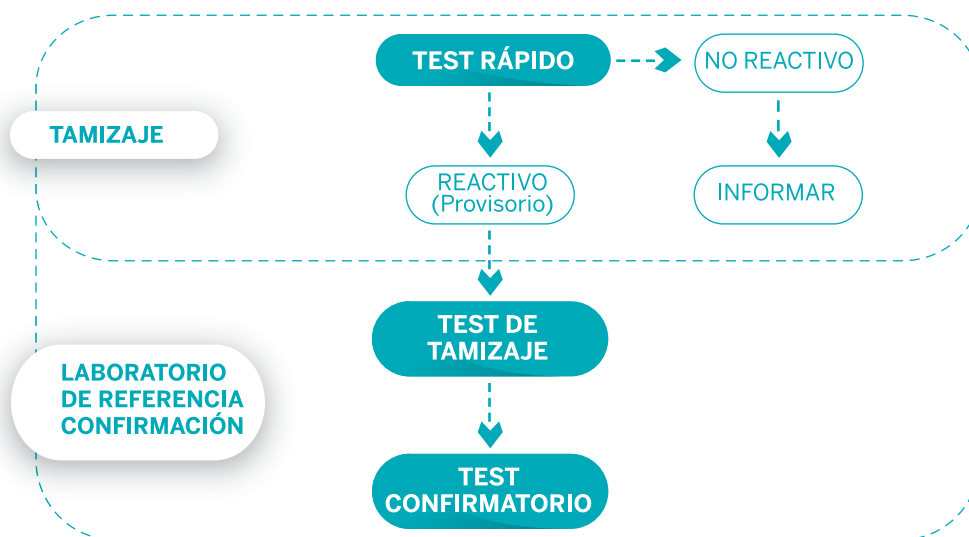 TEST RÁPIDO
NO REACTIVO
TAMIZAJE
REACTIVO
(Provisorio)
INFORMAR
TEST DE
TAMIZAJE
LABORATORIO
DE REFERENCIA
CONFIRMACIÓN
TEST
CONFIRMATORIO